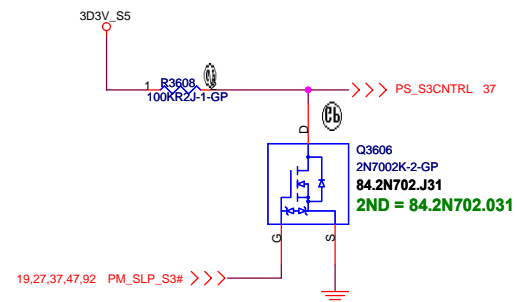 3D3V_S5
1 R3608 2
100KR2J-1-GP
PS_S3CNTRL 37
D
Q3606
2N7002K-2-GP
84.2N702.J31
2ND = 84.2N702.031
G S
19,27,37,47,92 PM_SLP_S3#